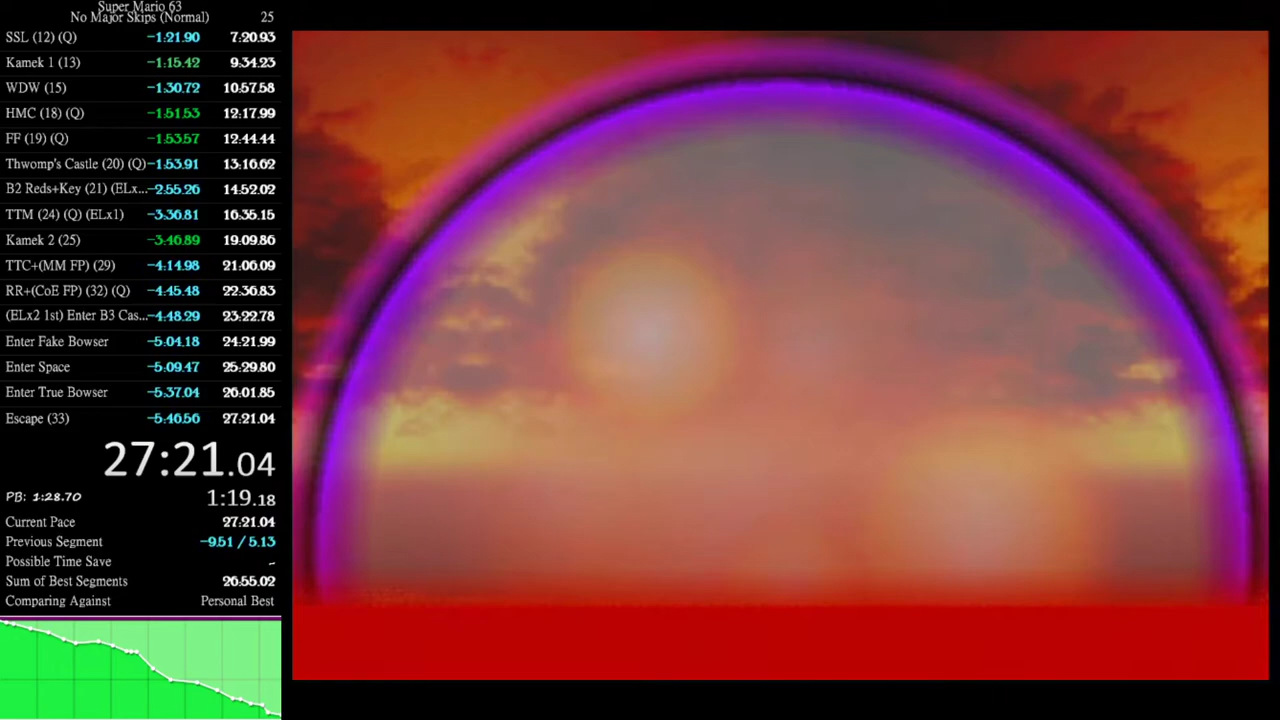 Super Mario 63
No Major Skips (Normal) 25
SSL (12) (Q) −1:21.90 7:20.93
Kamek 1 (13) −1:15.42 9:34.23
WDW (15) −1:30.72 10:57.58
HMC (18) (Q) −1:51.53 12:17.99
FF (19) (Q) −1:53.57 12:44.44
Thwomp's Castle (20) (Q) −1:53.91 13:16.62
B2 Reds+Key (21) (ELx... −2:55.26 14:52.02
TTM (24) (Q) (ELx1) −3:36.81 16:35.15
Kamek 2 (25) −3:46.89 19:09.86
TTC+(MM FP) (29) −4:14.98 21:06.09
RR+(CoE FP) (32) (Q) −4:45.48 22:36.83
(ELx2 1st) Enter B3 Cas... −4:48.29 23:22.78
Enter Fake Bowser −5:04.18 24:21.99
Enter Space −5:09.47 25:29.80
Enter True Bowser −5:37.04 26:01.85
Escape (33) −5:46.56 27:21.04
27:21.04
PB: 1:28.70 1:19.18
Current Pace 27:21.04
Previous Segment −9.51 / 5.13
Possible Time Save -
Sum of Best Segments 26:55.02
Comparing Against Personal Best